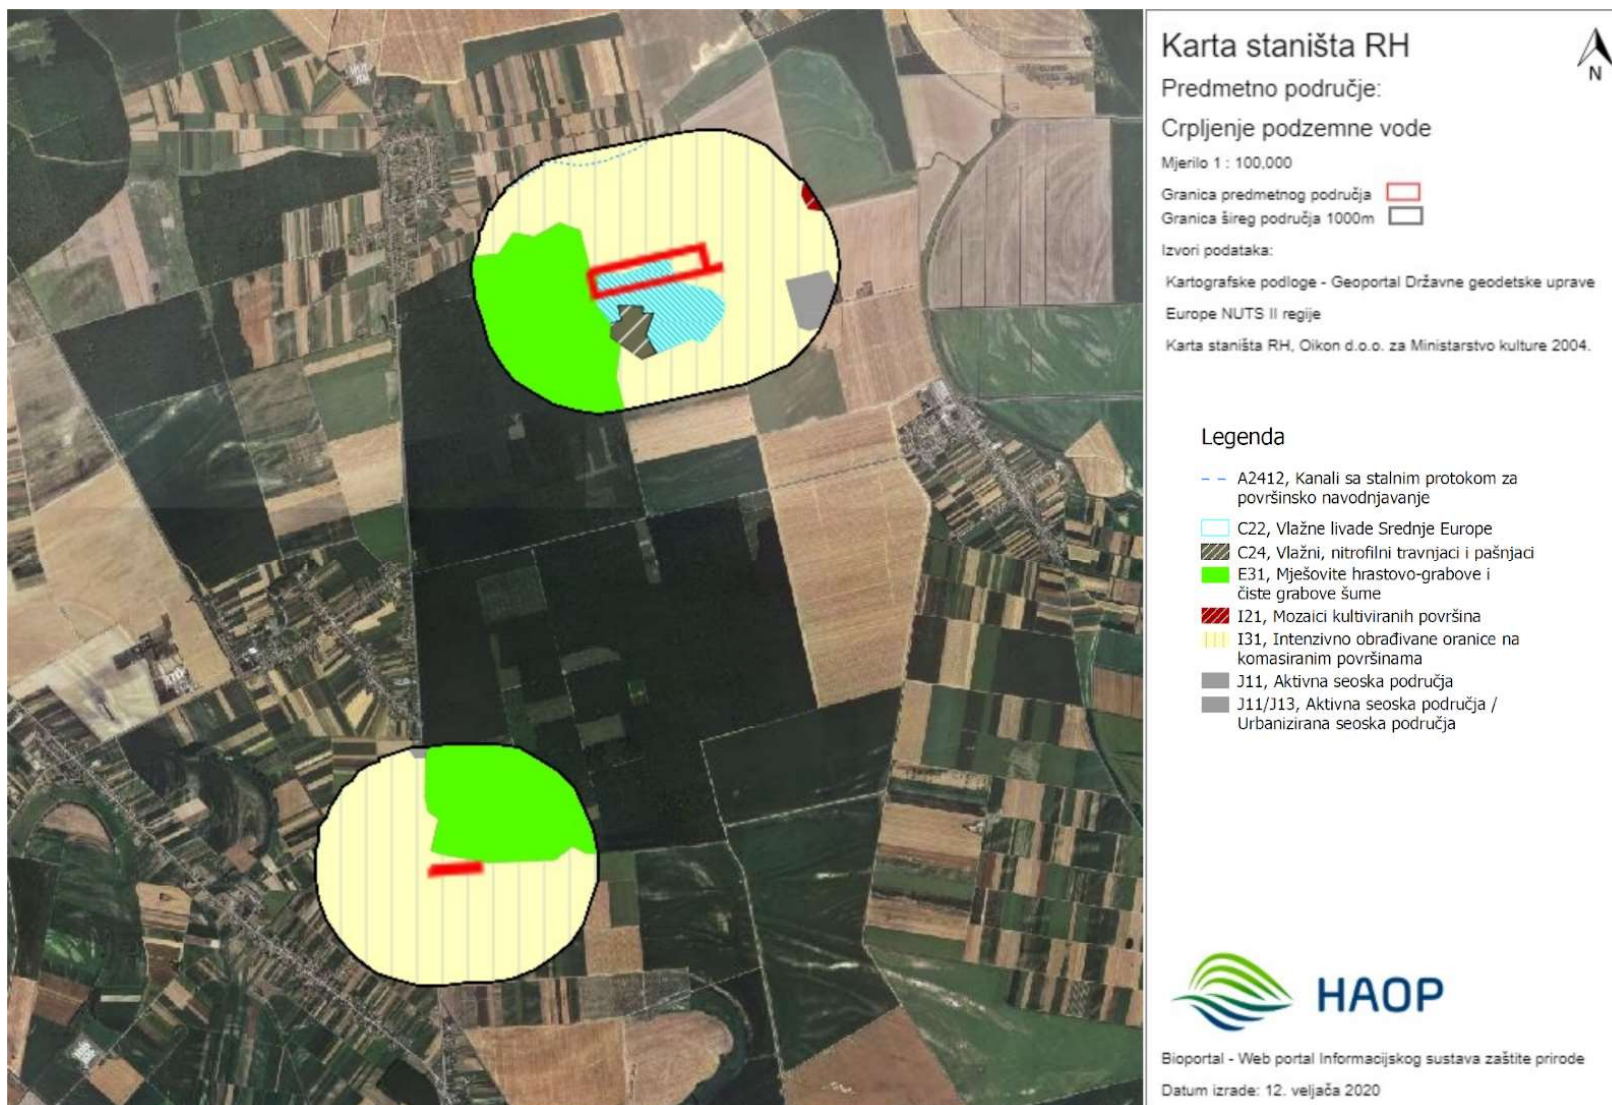 Karta staništa RH
N
Predmetno područje:
Crpljenje podzemne vode
Mjerilo 1 : 100,000
Granica predmetnog područja
Granica šireg područja 1000m
Izvori podataka:
Kartografske podloge - Geoportal Državne geodetske uprave
Europe NUTS II regije
Karta staništa RH, Oikon d.o.o. za Ministarstvo kulture 2004.
Legenda
A2412, Kanali sa stalnim protokom za
površinsko navodnjavanje
C22, Vlažne livade Srednje Europe
C24, Vlažni, nitrofilni travnjaci i pašnjaci
E31, Mješovite hrastovo-grabove i
čiste grabove šume
I21, Mozaici kultiviranih površina
I31, Intenzivno obrađivane oranice na
komasiranim površinama
J11, Aktivna seoska područja
J11/J13, Aktivna seoska područja /
Urbanizirana seoska područja
HAOP
Bioportal - Web portal Informacijskog sustava zaštite prirode
Datum izrade: 12. veljača 2020